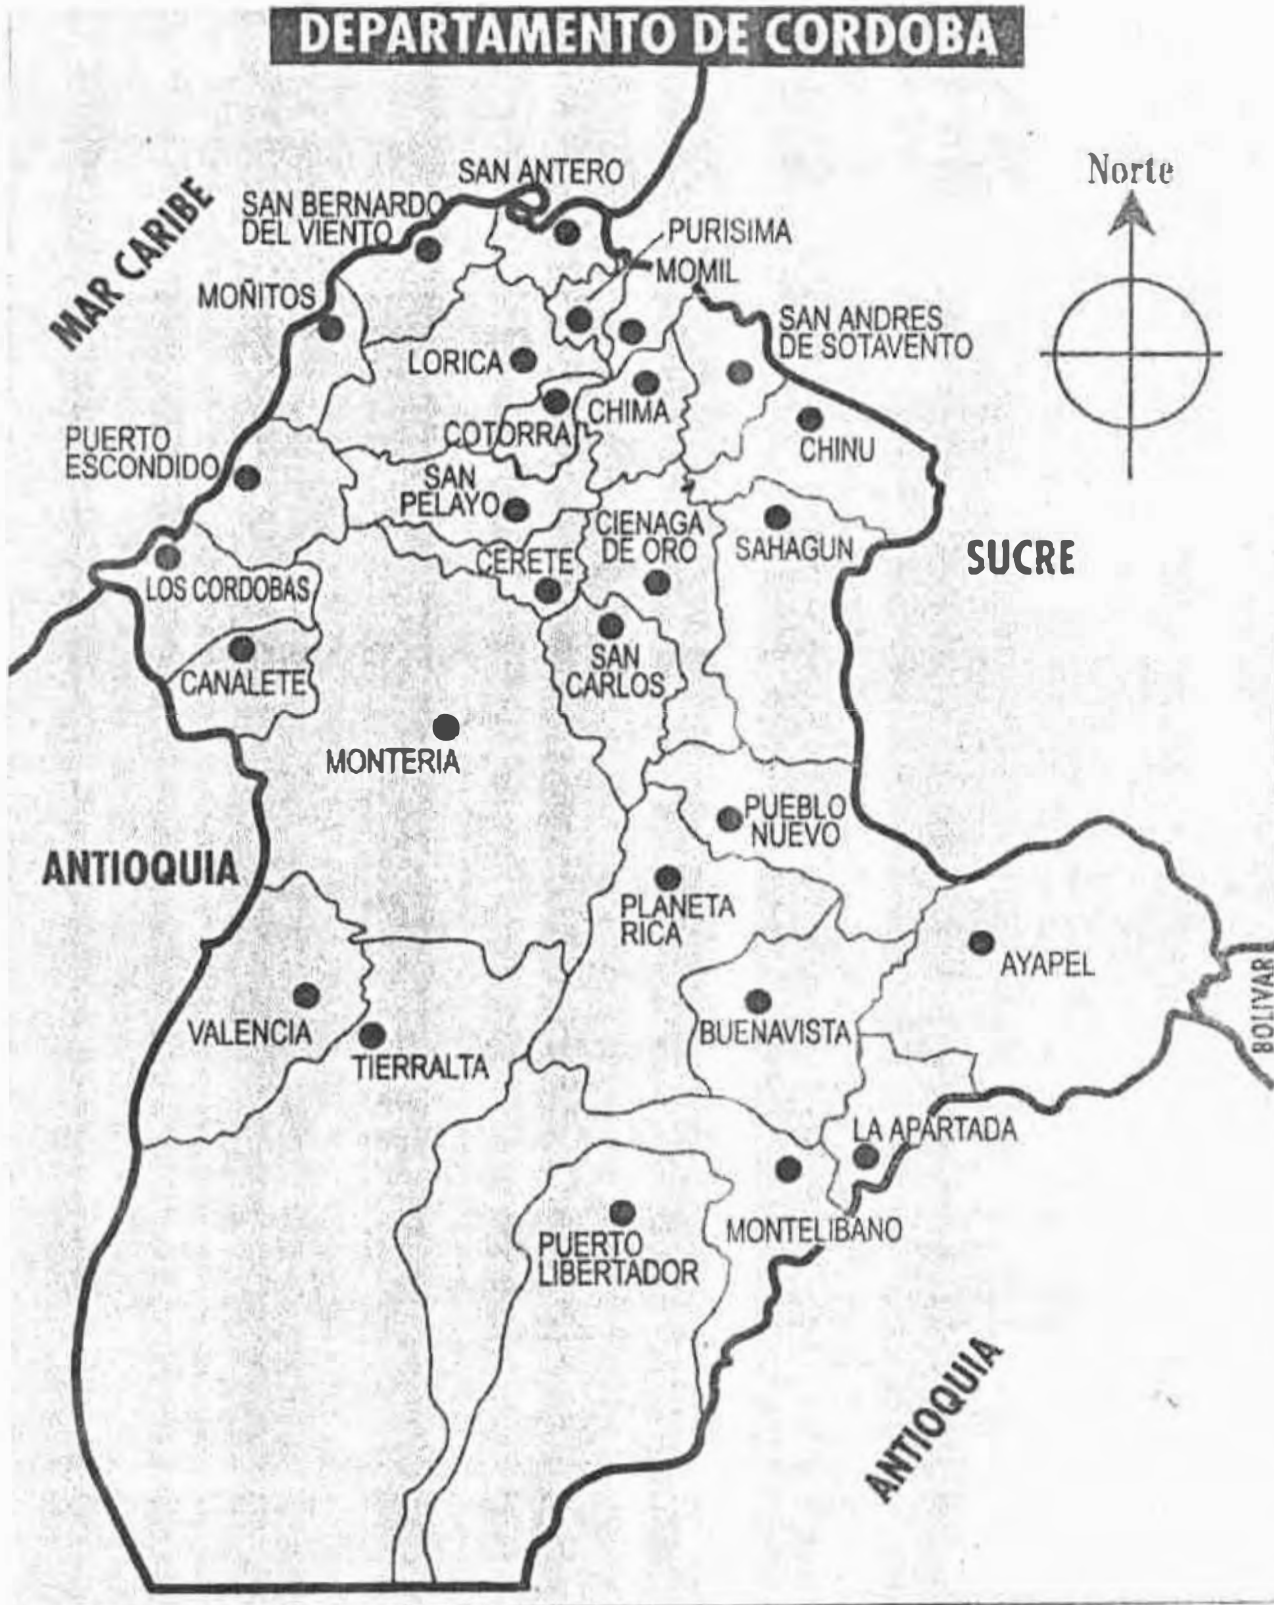 DEPARTAMENTO DE CORDOBA
Norte
SAN ANTERO
SAN BERNARDO
DEL VIENTO
MAR CARIBE
PURISIMA
MOMIL
MOÑITOS
SAN ANDRES
DE SOTAVENTO
LORICA
CHIMA
COTORRA
CHINU
PUERTO
ESCONDIDO
SAN
PELAYO
CIENAGA
DE ORO
SAHAGUN
SUCRE
CERETE
LOS CORDOBAS
SAN
CARLOS
CANALETE
MONTERIA
PUEBLO
NUEVO
ANTIOQUIA
PLANETA
RICA
AYAPEL
BOLIVAR
VALENCIA
BUENAVISTA
TIERRALTA
LA APARTADA
MONTELIBANO
PUERTO
LIBERTADOR
ANTIOQUIA